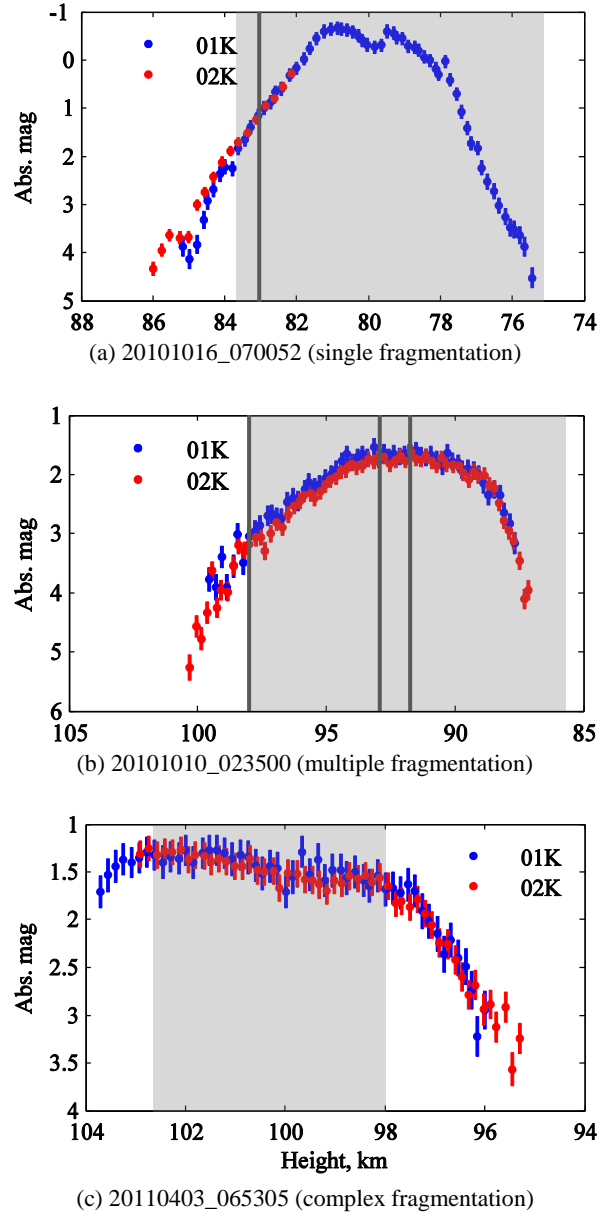 -1
0
1
2
3
4
5
Abs. mag
01K
02K
88 86 84 82 80 78 76 74
(a) 20101016_070052 (single fragmentation)
1
2
3
4
5
6
Abs. mag
01K
02K
105 100 95 90 85
(b) 20101010_023500 (multiple fragmentation)
1
1.5
2
2.5
3
3.5
4
Abs. mag
01K
02K
104 102 100 98 96 94
Height, km
(c) 20110403_065305 (complex fragmentation)